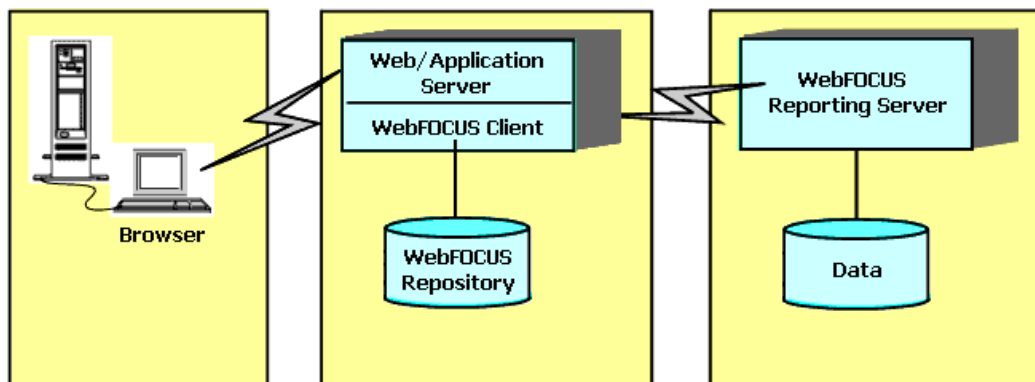 Browser
Web/Application
Server
WebFOCUS Client
WebFOCUS
Repository
WebFOCUS
Reporting Server
Data